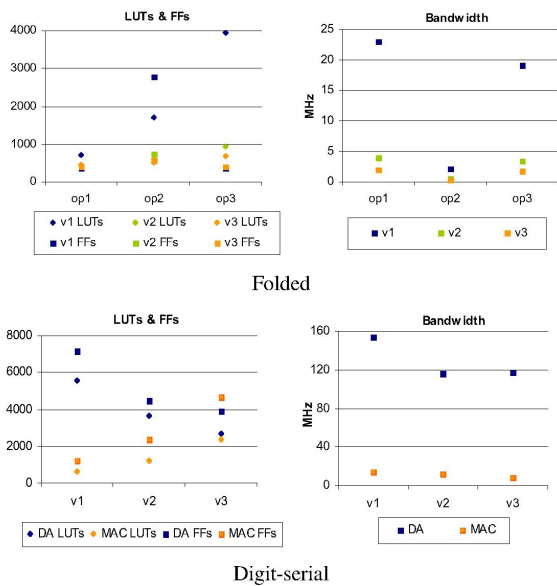 LUTs & FFs
4000
3000
2000
1000
0
op1 op2 op3
v1 LUTs v2 LUTs v3 LUTs
v1 FFs v2 FFs v3 FFs
Bandwidth
MHz
25
20
15
10
5
0
op1 op2 op3
v1 v2 v3
Folded
LUTs & FFs
8000
6000
4000
2000
0
v1 v2 v3
DA LUTs MAC LUTs DA FFs MAC FFs
Bandwidth
MHz
160
120
80
40
0
v1 v2 v3
DA MAC
Digit-serial